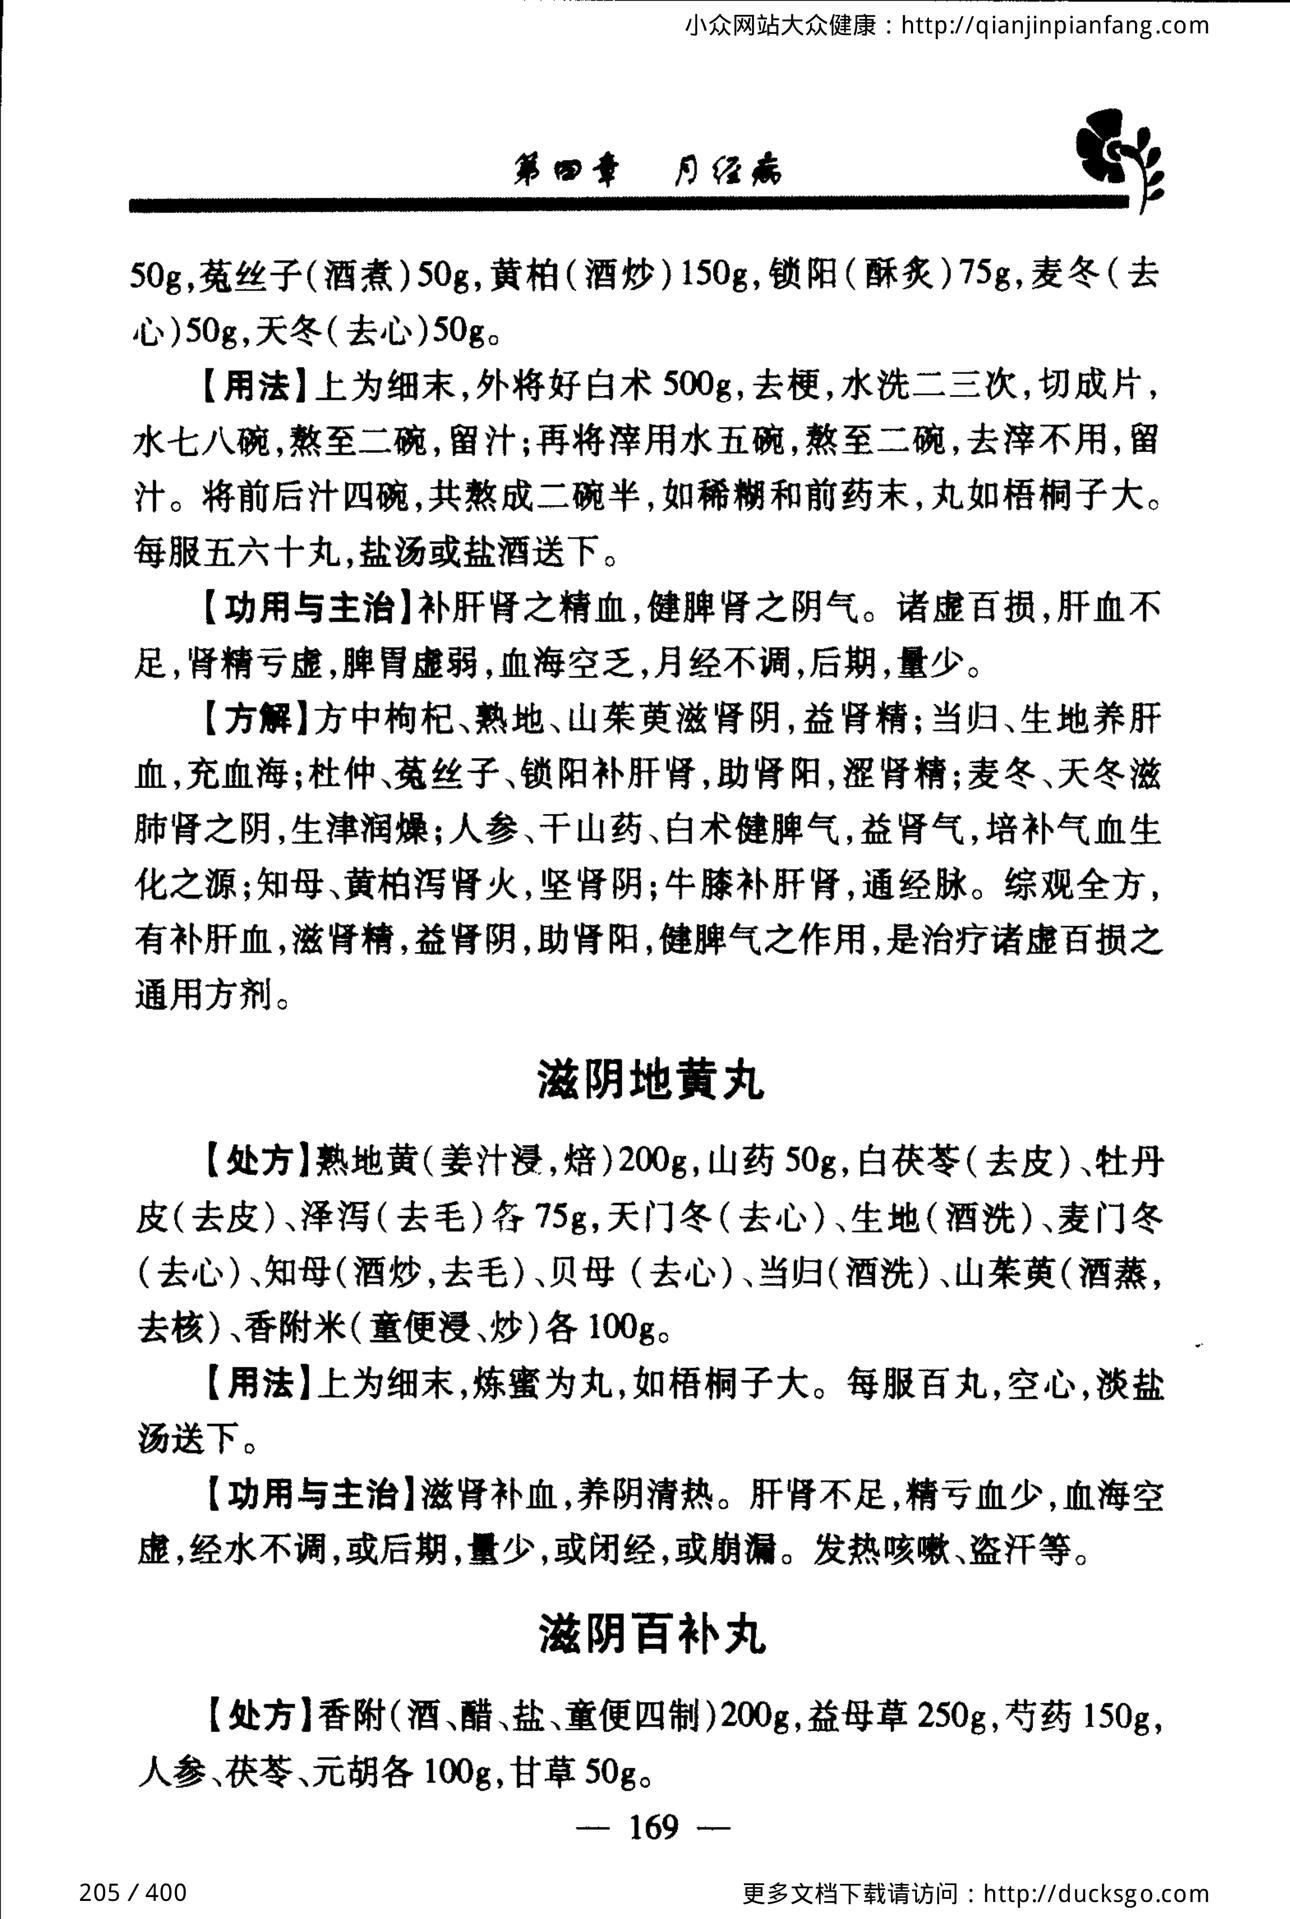 小众网站大众健康：http://qianjinpianfang.com
第四章 月经病
50g,菟丝子(酒煮)50g,黄柏(酒炒)150g,锁阳(酥炙)75g,麦冬(去
心)50g,天冬(去心)50g。
【用法】上为细末,外将好白术500g,去梗,水洗二三次,切成片,
水七八碗,熬至二碗,留汁;再将滓用水五碗,熬至二碗,去滓不用,留
汁。将前后汁四碗,共熬成二碗半,如稀糊和前药末,丸如梧桐子大。
每服五六十丸,盐汤或盐酒送下。
【功用与主治】补肝肾之精血,健脾肾之阴气。诸虚百损,肝血不
足,肾精亏虚,脾胃虚弱,血海空乏,月经不调,后期,量少。
【方解】方中枸杞、熟地、山茱萸滋肾阴,益肾精;当归、生地养肝
血,充血海;杜仲、菟丝子、锁阳补肝肾,助肾阳,涩肾精;麦冬、天冬滋
肺肾之阴,生津润燥;人参、干山药、白术健脾气,益肾气,培补气血生
化之源;知母、黄柏泻肾火,坚肾阴;牛膝补肝肾,通经脉。综观全方,
有补肝血,滋肾精,益肾阴,助肾阳,健脾气之作用,是治疗诸虚百损之
通用方剂。
滋阴地黄丸
【处方】熟地黄(姜汁浸,焙)200g,山药50g,白茯苓(去皮)、牡丹
皮(去皮)、泽泻(去毛)各75g,天门冬(去心)、生地(酒洗)、麦门冬
(去心)、知母(酒炒,去毛)、贝母(去心)、当归(酒洗)、山茱萸(酒蒸,
去核)、香附米(童便浸、炒)各100g。
【用法】上为细末,炼蜜为丸,如梧桐子大。每服百丸,空心,淡盐
汤送下。
【功用与主治】滋肾补血,养阴清热。肝肾不足,精亏血少,血海空
虚,经水不调,或后期,量少,或闭经,或崩漏。发热咳嗽、盗汗等。
滋阴百补丸
【处方】香附(酒、醋、盐、童便四制)200g,益母草250g,芍药150g,
人参、茯苓、元胡各100g,甘草50g。
— 169 —
205 / 400
更多文档下载请访问：http://ducksgo.com